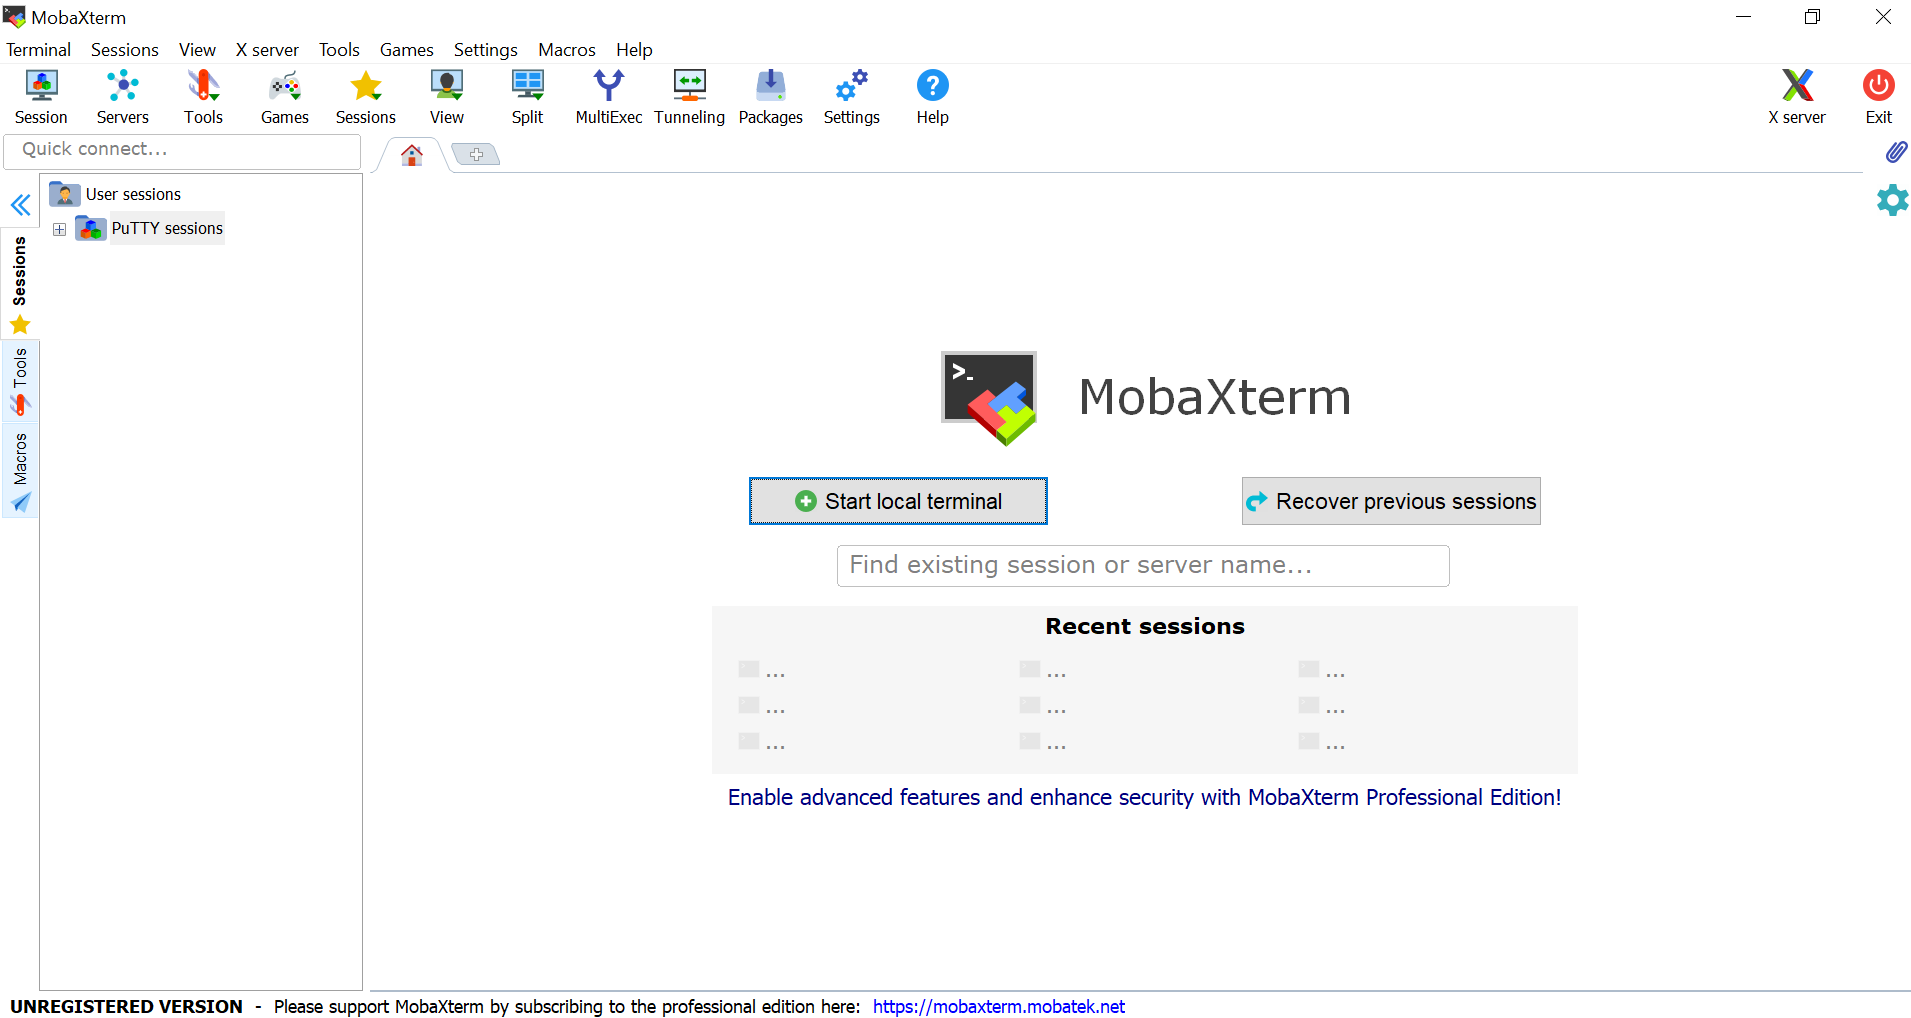 MobaXterm
Terminal Sessions View X server Tools Games Settings Macros Help
Session Servers Tools Games Sessions View Split MultiExec Tunneling Packages Settings Help X server Exit
Quick connect...
User sessions
PuTTY sessions
Sessions
Tools
Macros
>_
MobaXterm
Start local terminal
Recover previous sessions
Find existing session or server name...
Recent sessions
... ... ...
... ... ...
... ... ...
Enable advanced features and enhance security with MobaXterm Professional Edition!
UNREGISTERED VERSION - Please support MobaXterm by subscribing to the professional edition here: https://mobaxterm.mobatek.net